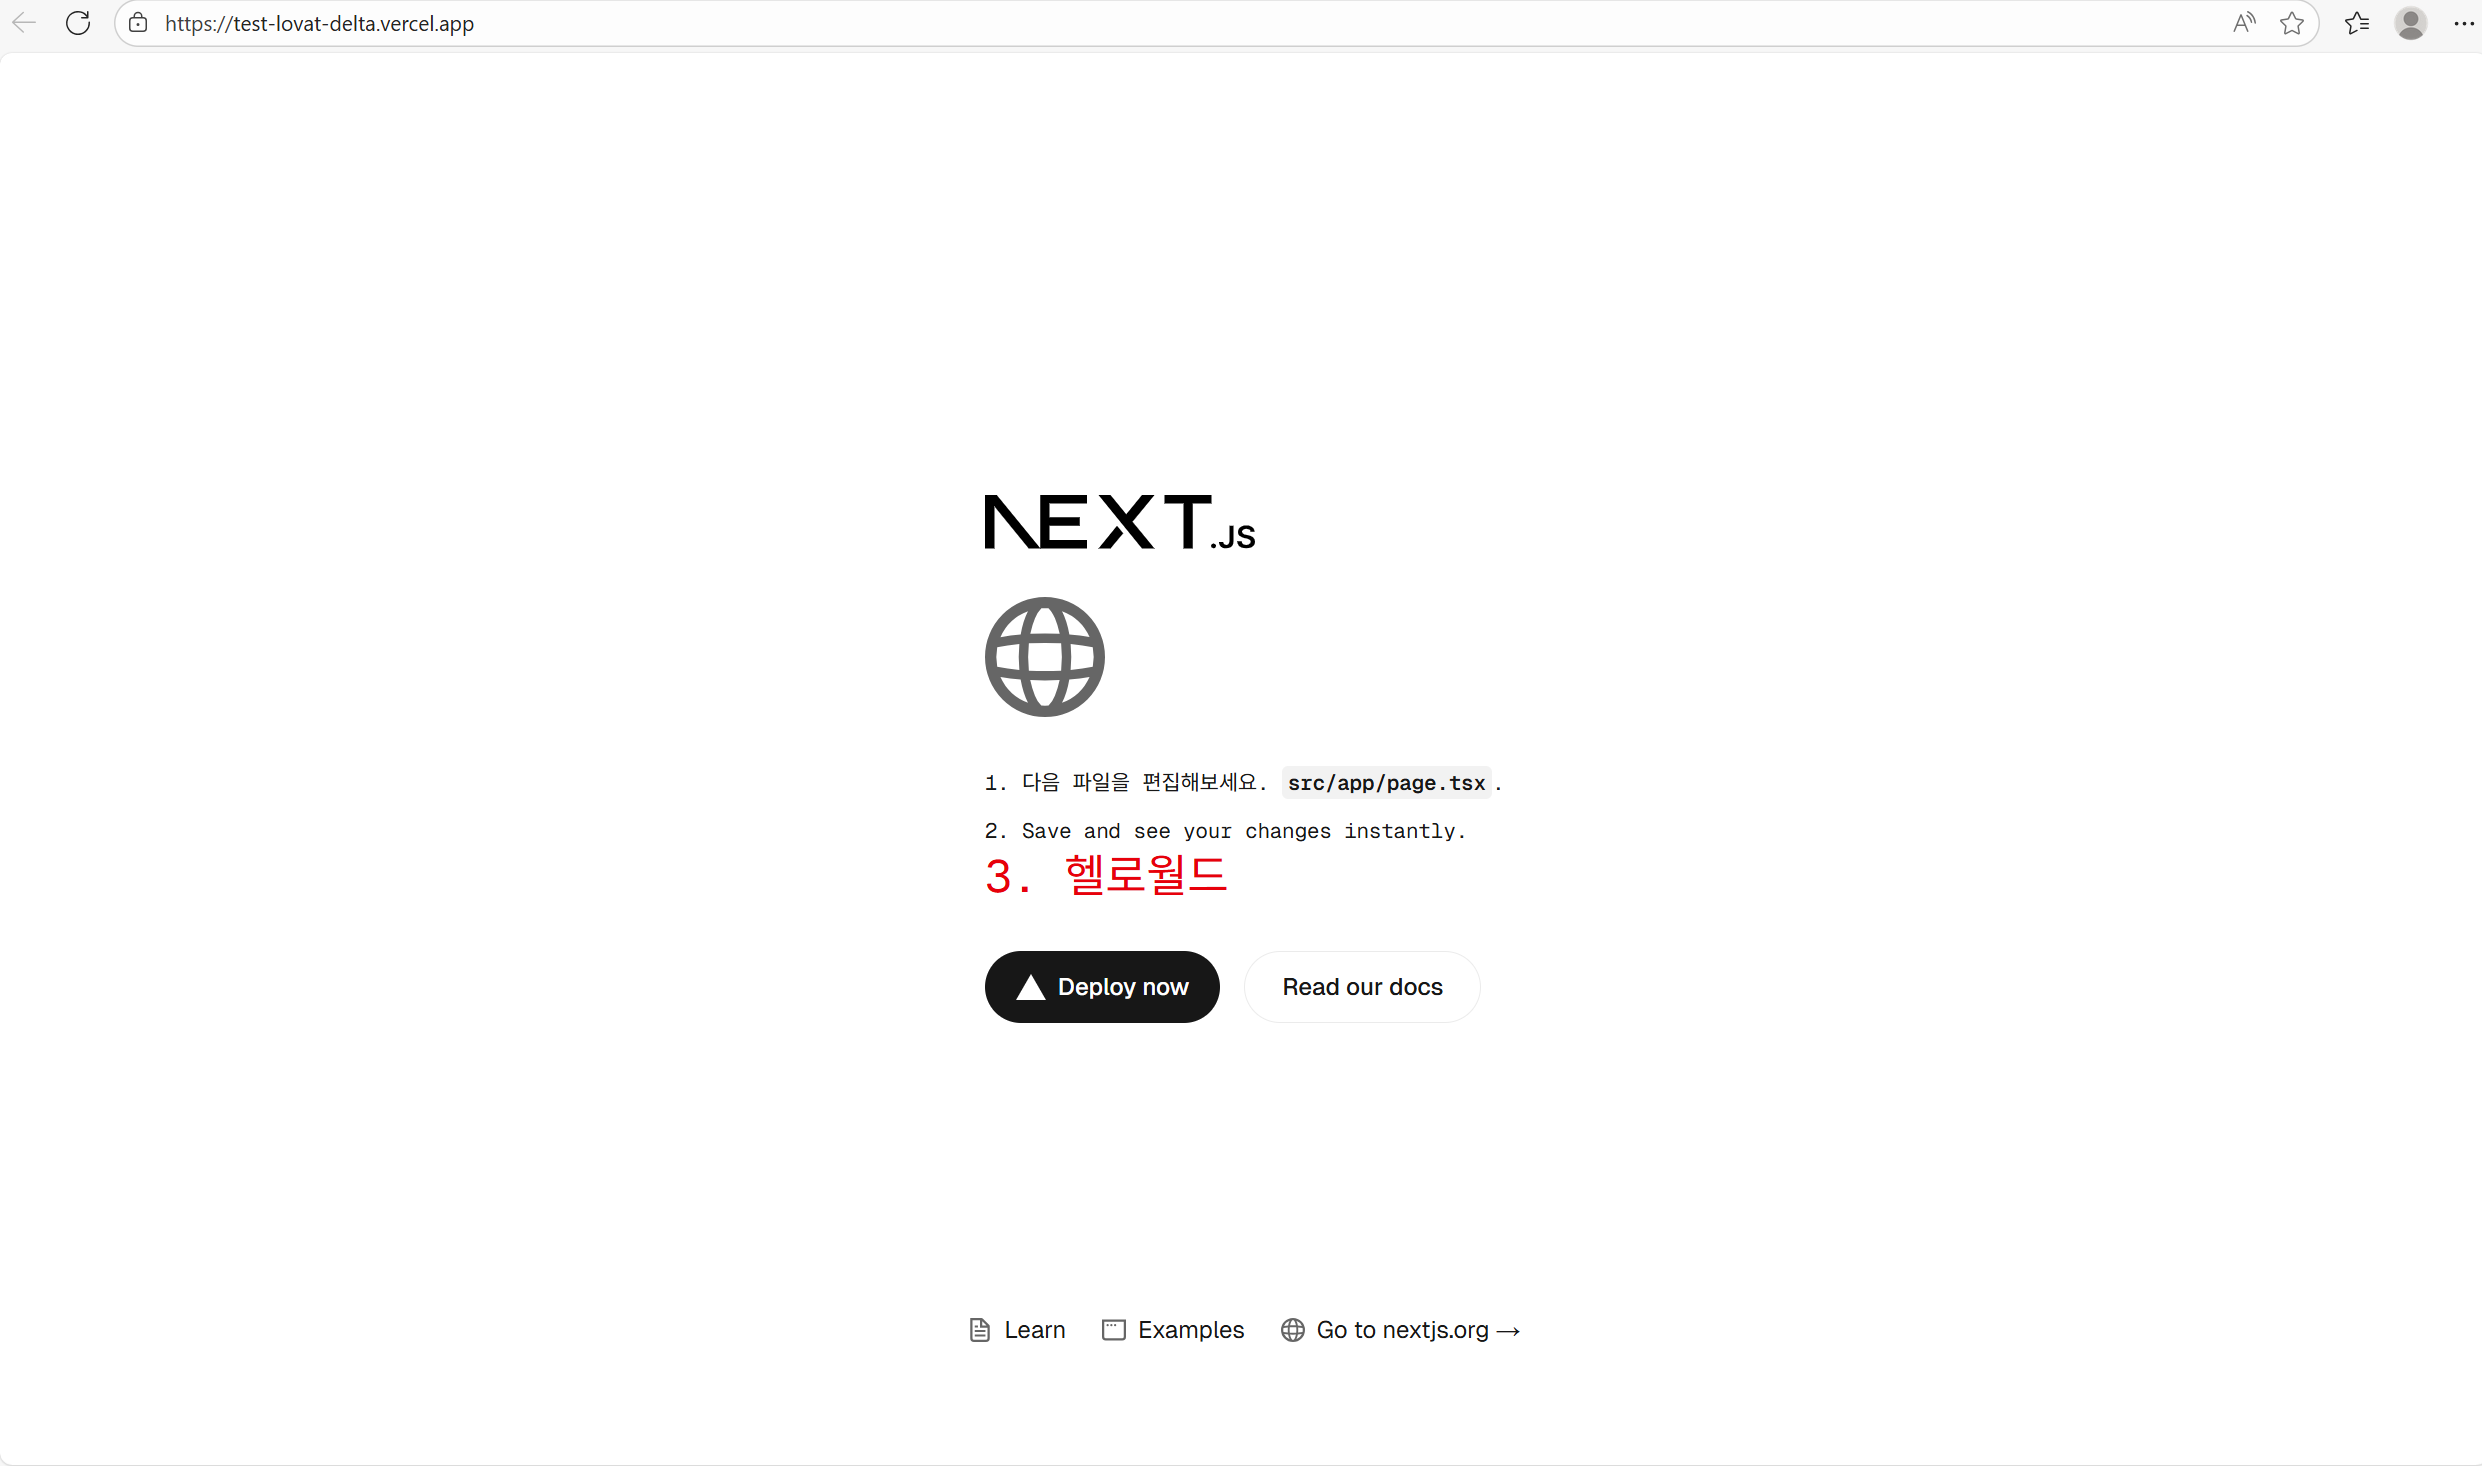 https://test-lovat-delta.vercel.app
NEXT.JS
1. 다음 파일을 편집해보세요. src/app/page.tsx.
2. Save and see your changes instantly.
3. 헬로월드
Deploy now
Read our docs
Learn
Examples
Go to nextjs.org →